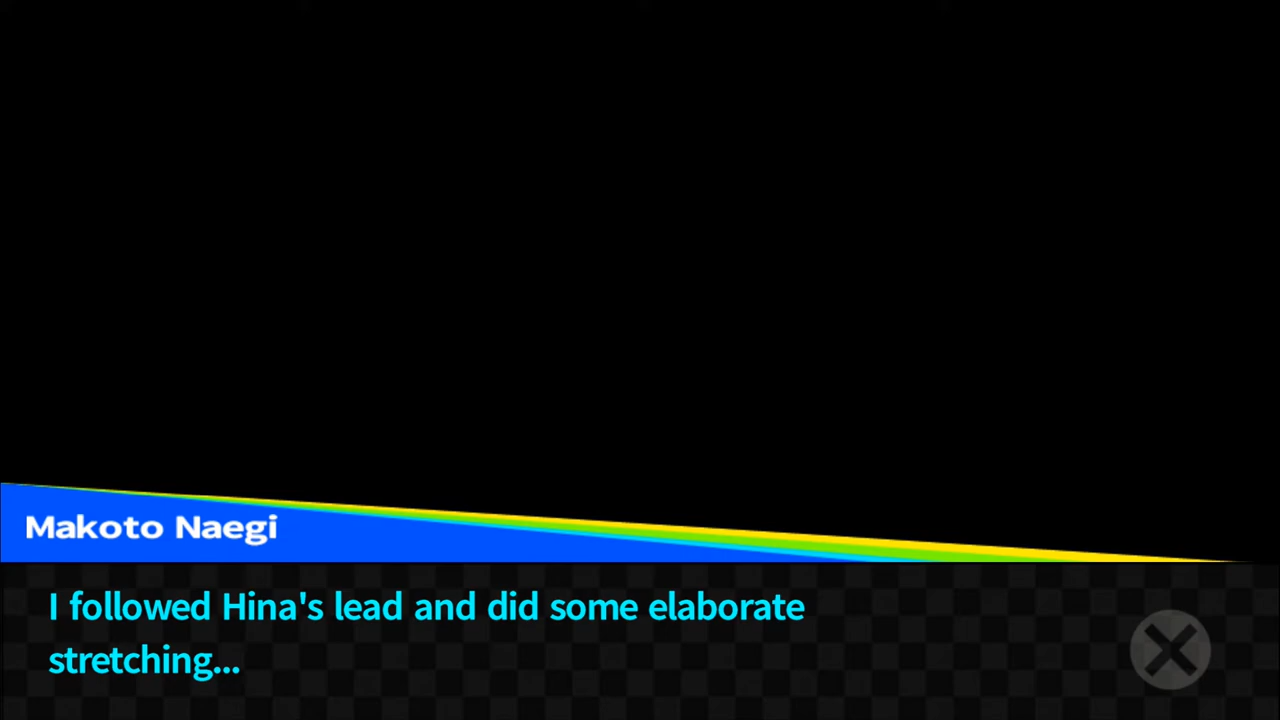 Makoto Naegi
I followed Hina's lead and did some elaborate
stretching...